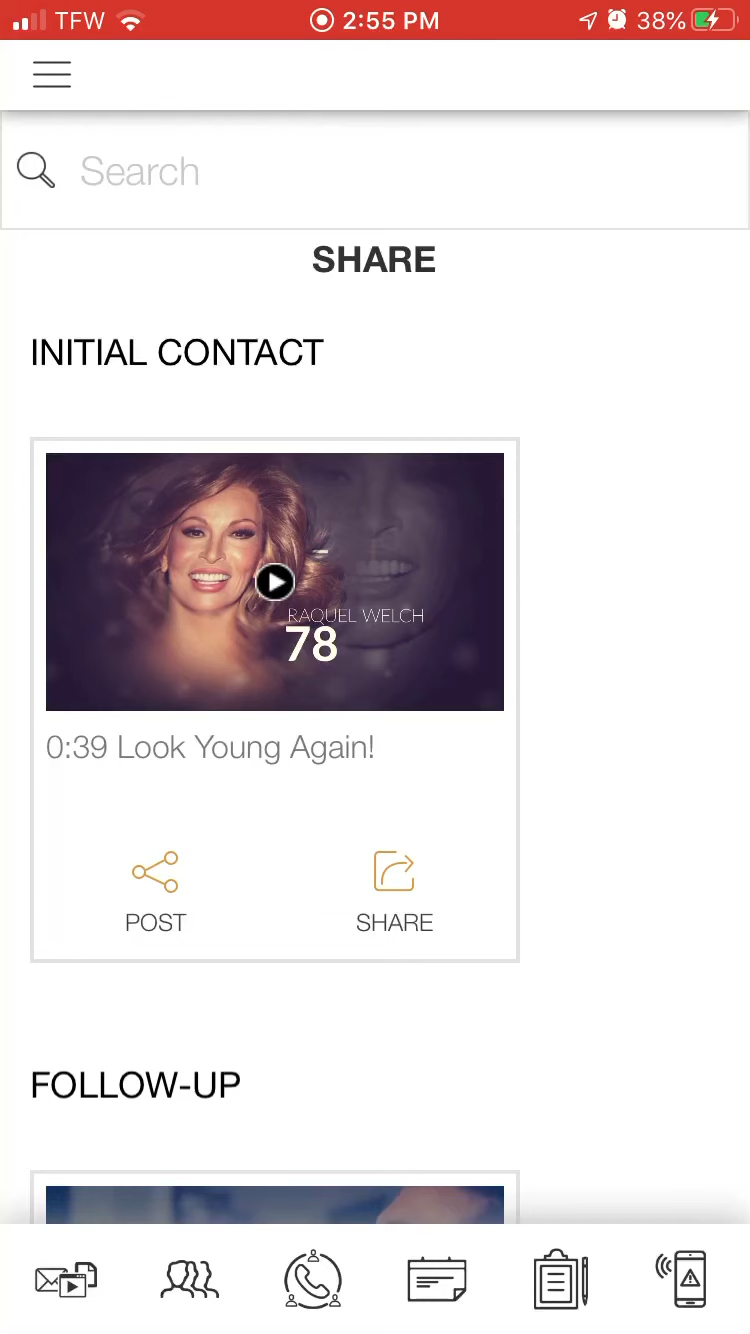 TFW 2:55 PM 38%
Search
SHARE
INITIAL CONTACT
RAQUEL WELCH
78
0:39 Look Young Again!
POST SHARE
FOLLOW-UP